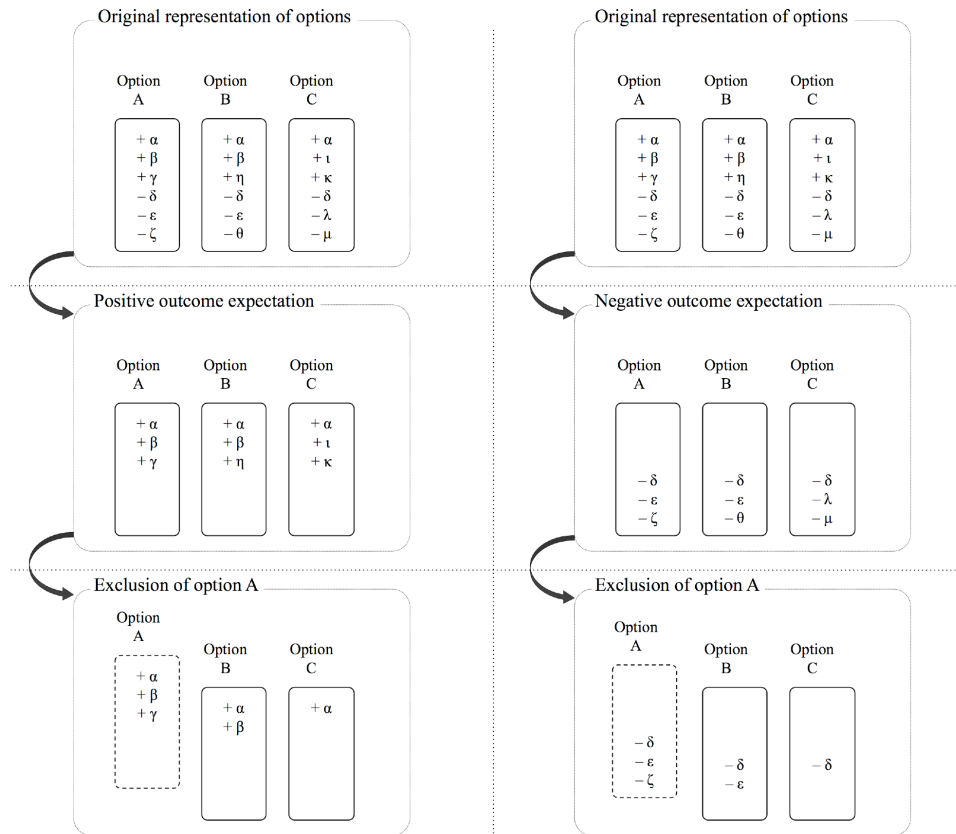 Original representation of options
Option
A
Option
B
Option
C
+ α
+ β
+ γ
− δ
− ε
− ζ
+ α
+ β
+ η
− δ
− ε
− θ
+ α
+ ι
+ κ
− δ
− λ
− μ
Positive outcome expectation
Option
A
Option
B
Option
C
+ α
+ β
+ γ
+ α
+ β
+ η
+ α
+ ι
+ κ
Exclusion of option A
Option
A
Option
B
Option
C
+ α
+ β
+ γ
+ α
+ β
+ α
Original representation of options
Option
A
Option
B
Option
C
+ α
+ β
+ γ
− δ
− ε
− ζ
+ α
+ β
+ η
− δ
− ε
− θ
+ α
+ ι
+ κ
− δ
− λ
− μ
Negative outcome expectation
Option
A
Option
B
Option
C
− δ
− ε
− ζ
− δ
− ε
− θ
− δ
− λ
− μ
Exclusion of option A
Option
A
Option
B
Option
C
− δ
− ε
− ζ
− δ
− ε
− δ